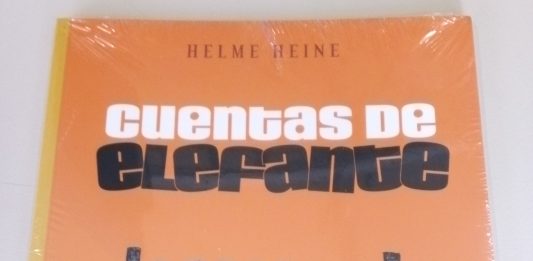 HELME HEINE
cuentas de
elefante